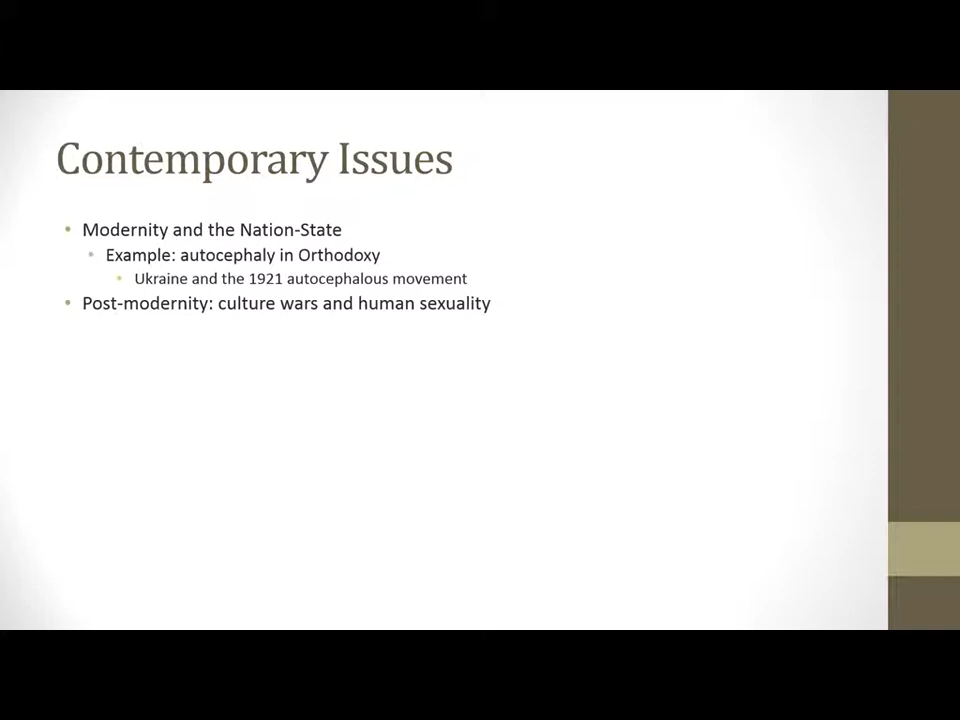 Contemporary Issues
• Modernity and the Nation-State
• Example: autocephaly in Orthodoxy
• Ukraine and the 1921 autocephalous movement
• Post-modernity: culture wars and human sexuality